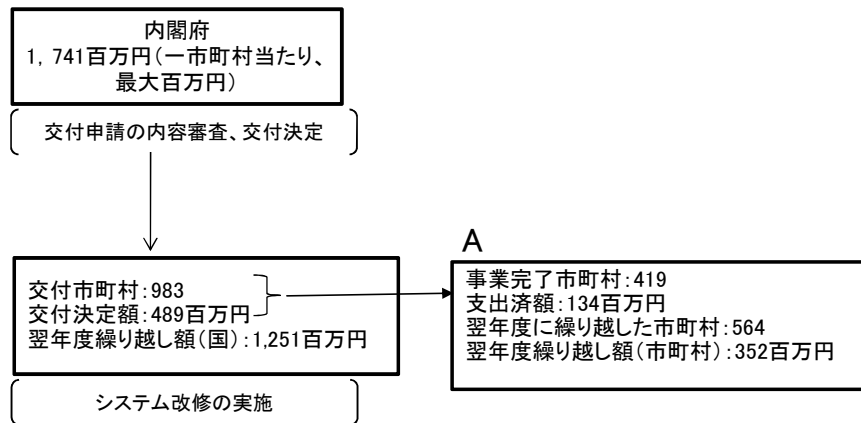 内閣府
1，741百万円（一市町村当たり、
最大百万円）
交付申請の内容審査、交付決定
交付市町村：983
交付決定額：489百万円
翌年度繰り越し額（国）：1,251百万円
システム改修の実施
A
事業完了市町村：419
支出済額：134百万円
翌年度に繰り越した市町村：564
翌年度繰り越し額（市町村）：352百万円